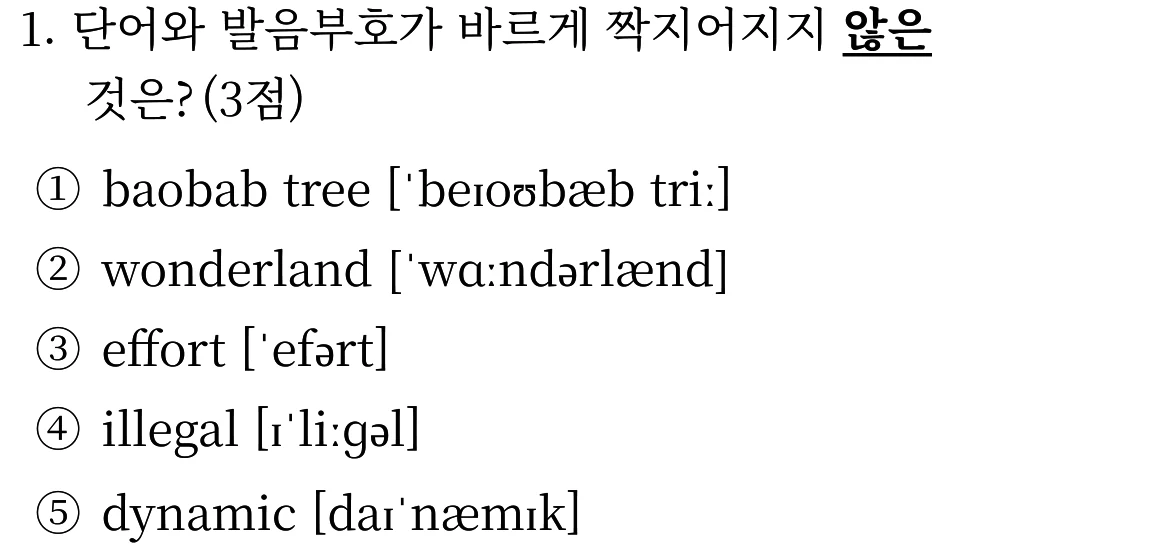 1. 단어와 발음부호가 바르게 짝지어지지 않은
것은? (3점)
① baobab tree [ˈbeɪoʊbæb triː]
② wonderland [ˈwɑːndərlænd]
③ effort [ˈefərt]
④ illegal [ɪˈliːɡəl]
⑤ dynamic [daɪˈnæmɪk]